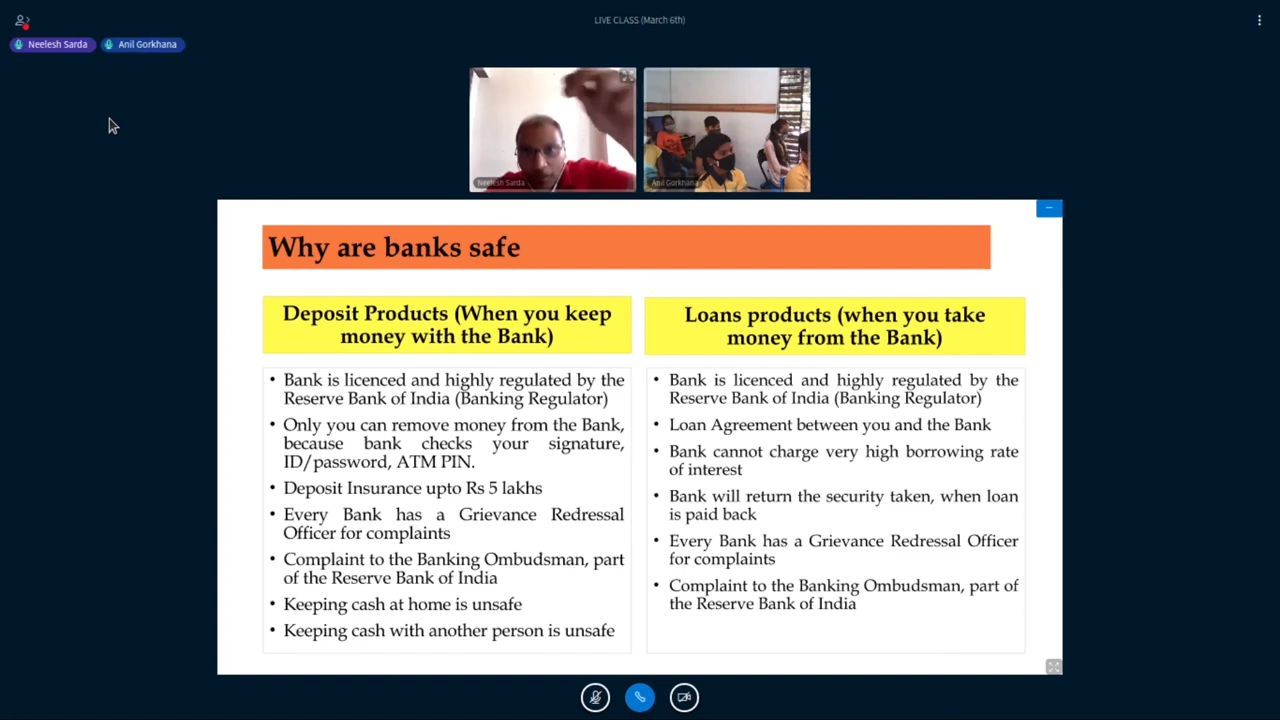 LIVE CLASS (March 6th)
Neelesh Sarda
Anil Gorkhana
Neelesh Sarda
Anil Gorkhana
Why are banks safe
Deposit Products (When you keep
money with the Bank)
• Bank is licenced and highly regulated by the
Reserve Bank of India (Banking Regulator)
• Only you can remove money from the Bank,
because bank checks your signature,
ID/password, ATM PIN.
• Deposit Insurance upto Rs 5 lakhs
• Every Bank has a Grievance Redressal
Officer for complaints
• Complaint to the Banking Ombudsman, part
of the Reserve Bank of India
• Keeping cash at home is unsafe
• Keeping cash with another person is unsafe
Loans products (when you take
money from the Bank)
• Bank is licenced and highly regulated by the
Reserve Bank of India (Banking Regulator)
• Loan Agreement between you and the Bank
• Bank cannot charge very high borrowing rate
of interest
• Bank will return the security taken, when loan
is paid back
• Every Bank has a Grievance Redressal Officer
for complaints
• Complaint to the Banking Ombudsman, part of
the Reserve Bank of India